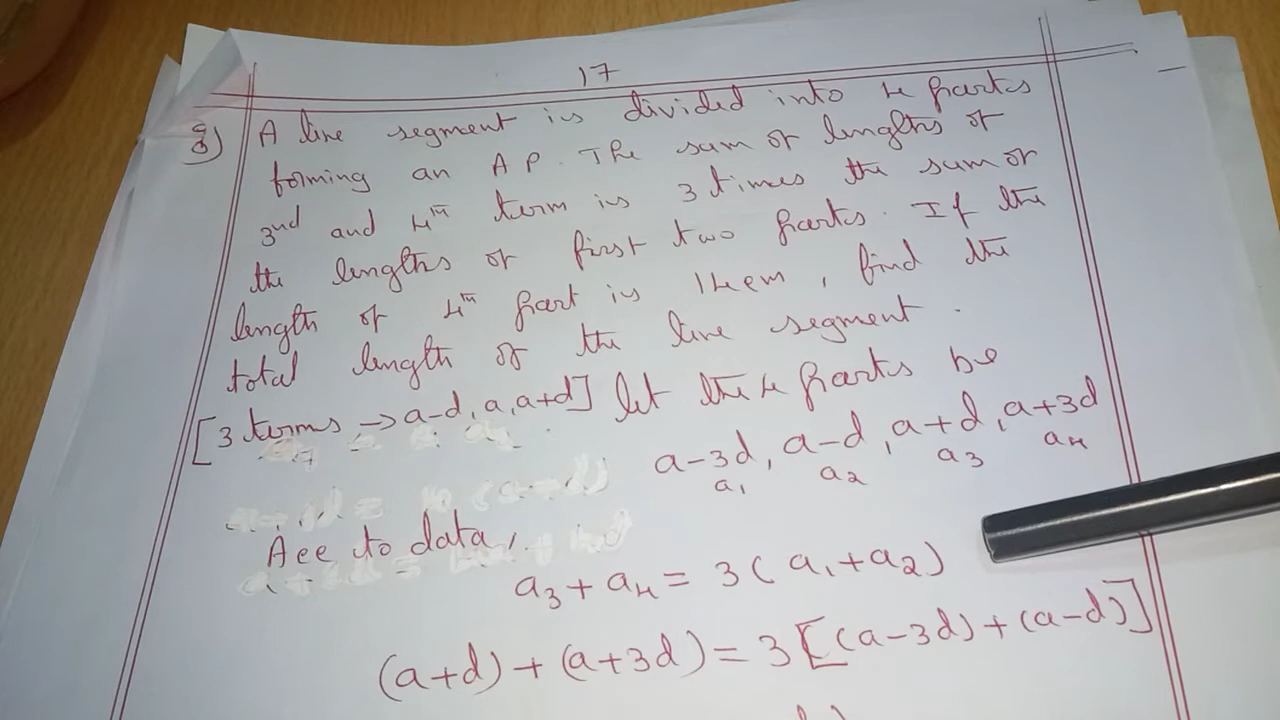 17
8) A line segment is divided into 4 parts
forming an AP. The sum of lengths of
3rd and 4th term is 3 times the sum of
the lengths of first two parts. If the
length of 4th part is 14cm, find the
total length of the line segment.
[3 terms → a-d, a, a+d] let the 4 parts be
a-3d, a-d, a+d, a+3d
a1 a2 a3 a4
Acc to data,
a3 + a4 = 3(a1 + a2)
(a+d) + (a+3d) = 3[(a-3d) + (a-d)]